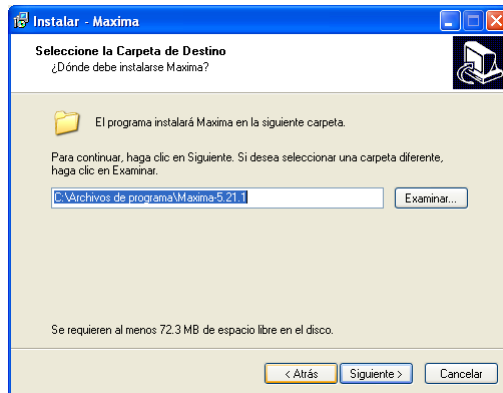 Instalar - Maxima
Seleccione la Carpeta de Destino
¿Dónde debe instalarse Maxima?
El programa instalará Maxima en la siguiente carpeta.
Para continuar, haga clic en Siguiente. Si desea seleccionar una carpeta diferente,
haga clic en Examinar.
C:\Archivos de programa\Maxima-5.21.1
Examinar...
Se requieren al menos 72.3 MB de espacio libre en el disco.
< Atrás
Siguiente >
Cancelar